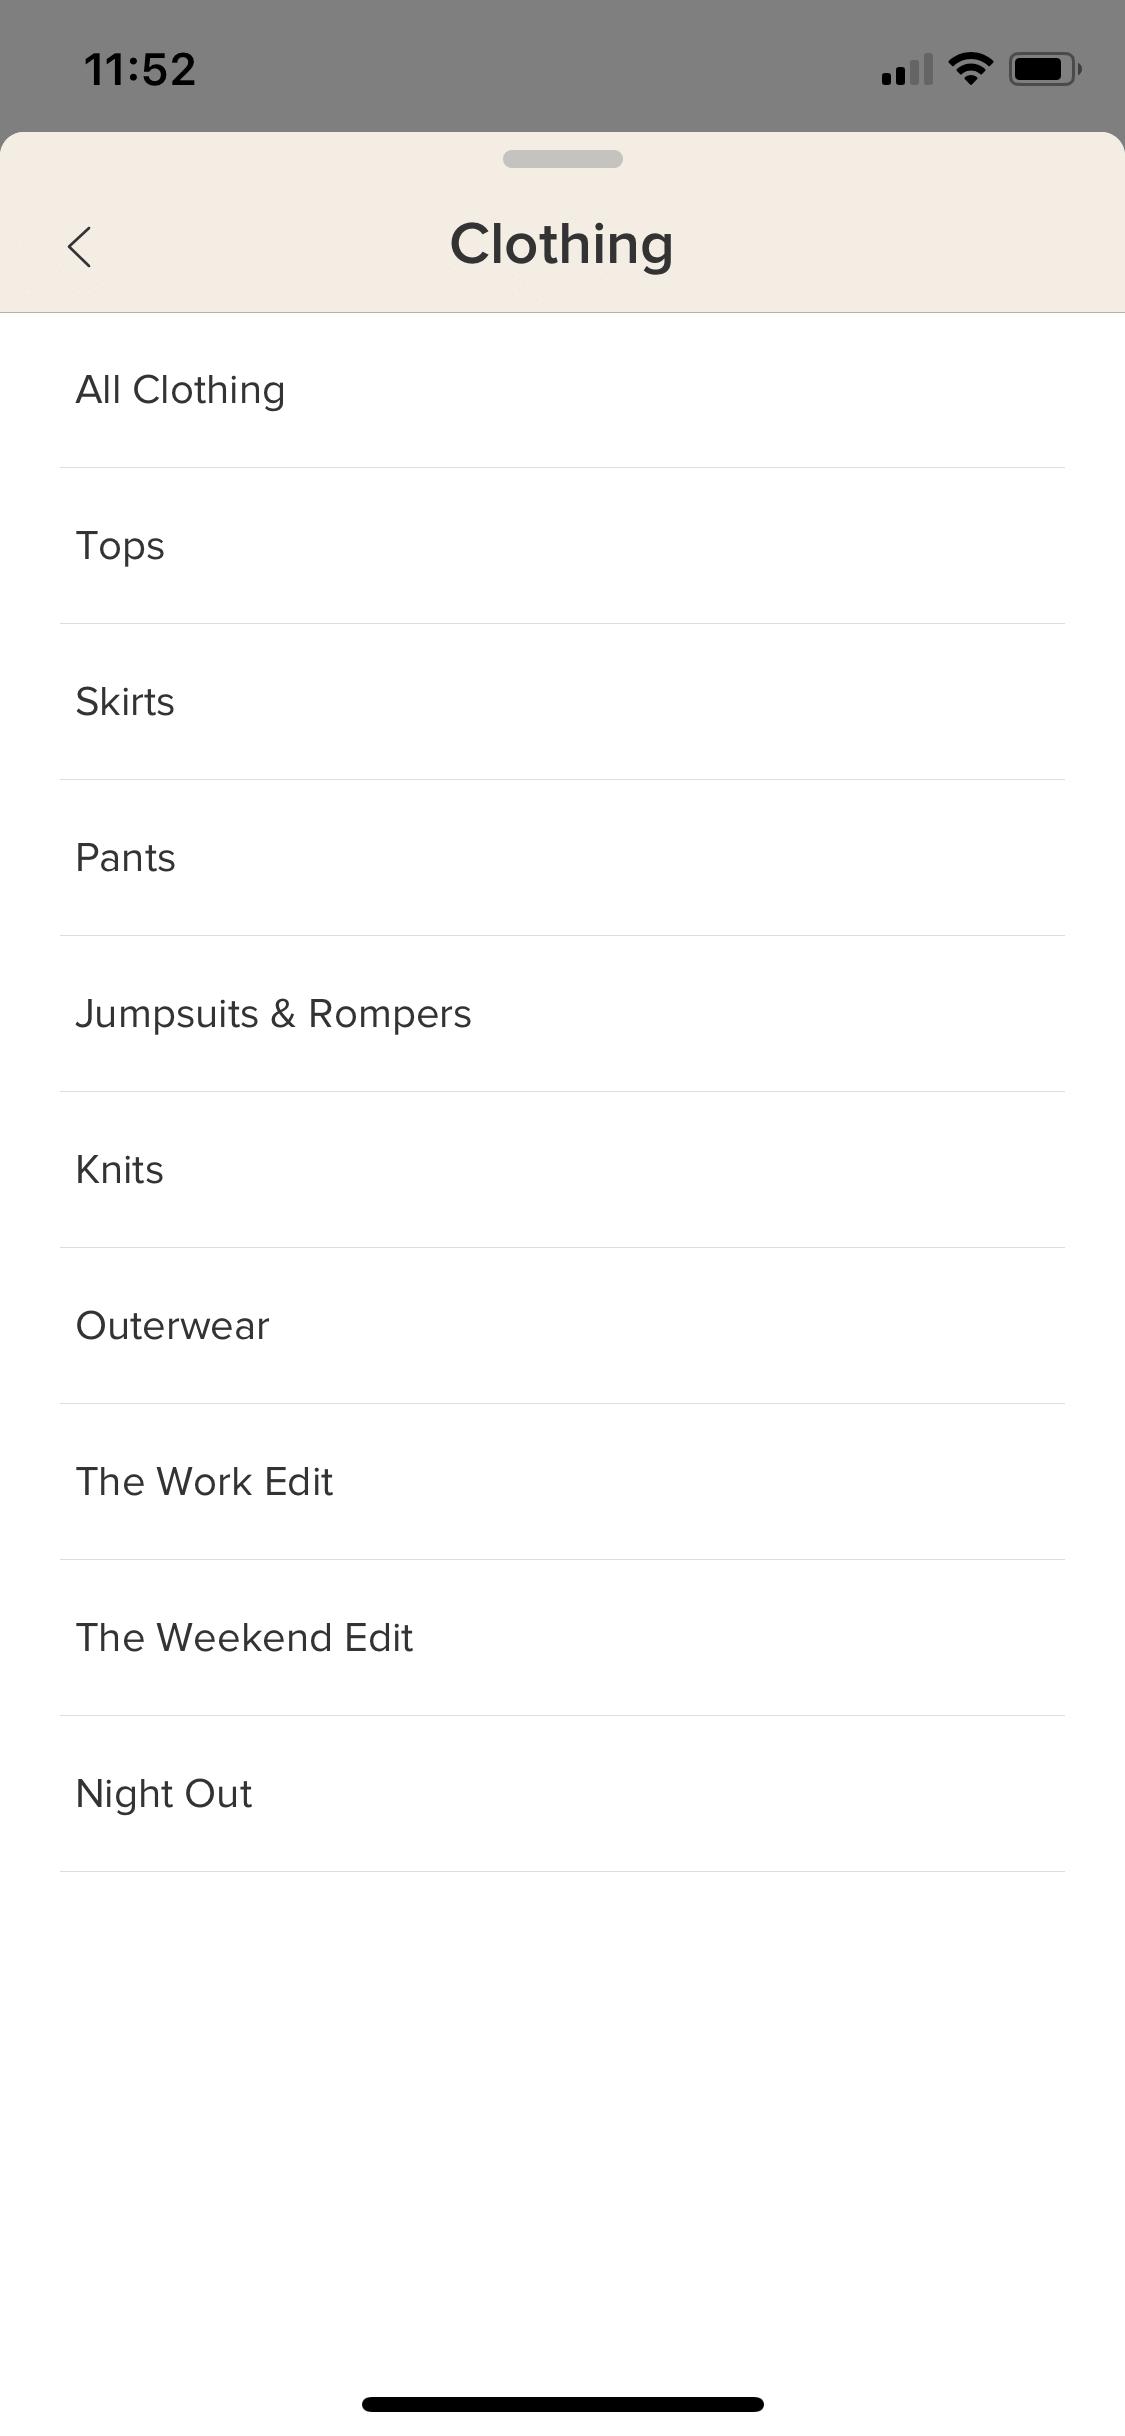 11:52
Clothing
All Clothing
Tops
Skirts
Pants
Jumpsuits & Rompers
Knits
Outerwear
The Work Edit
The Weekend Edit
Night Out